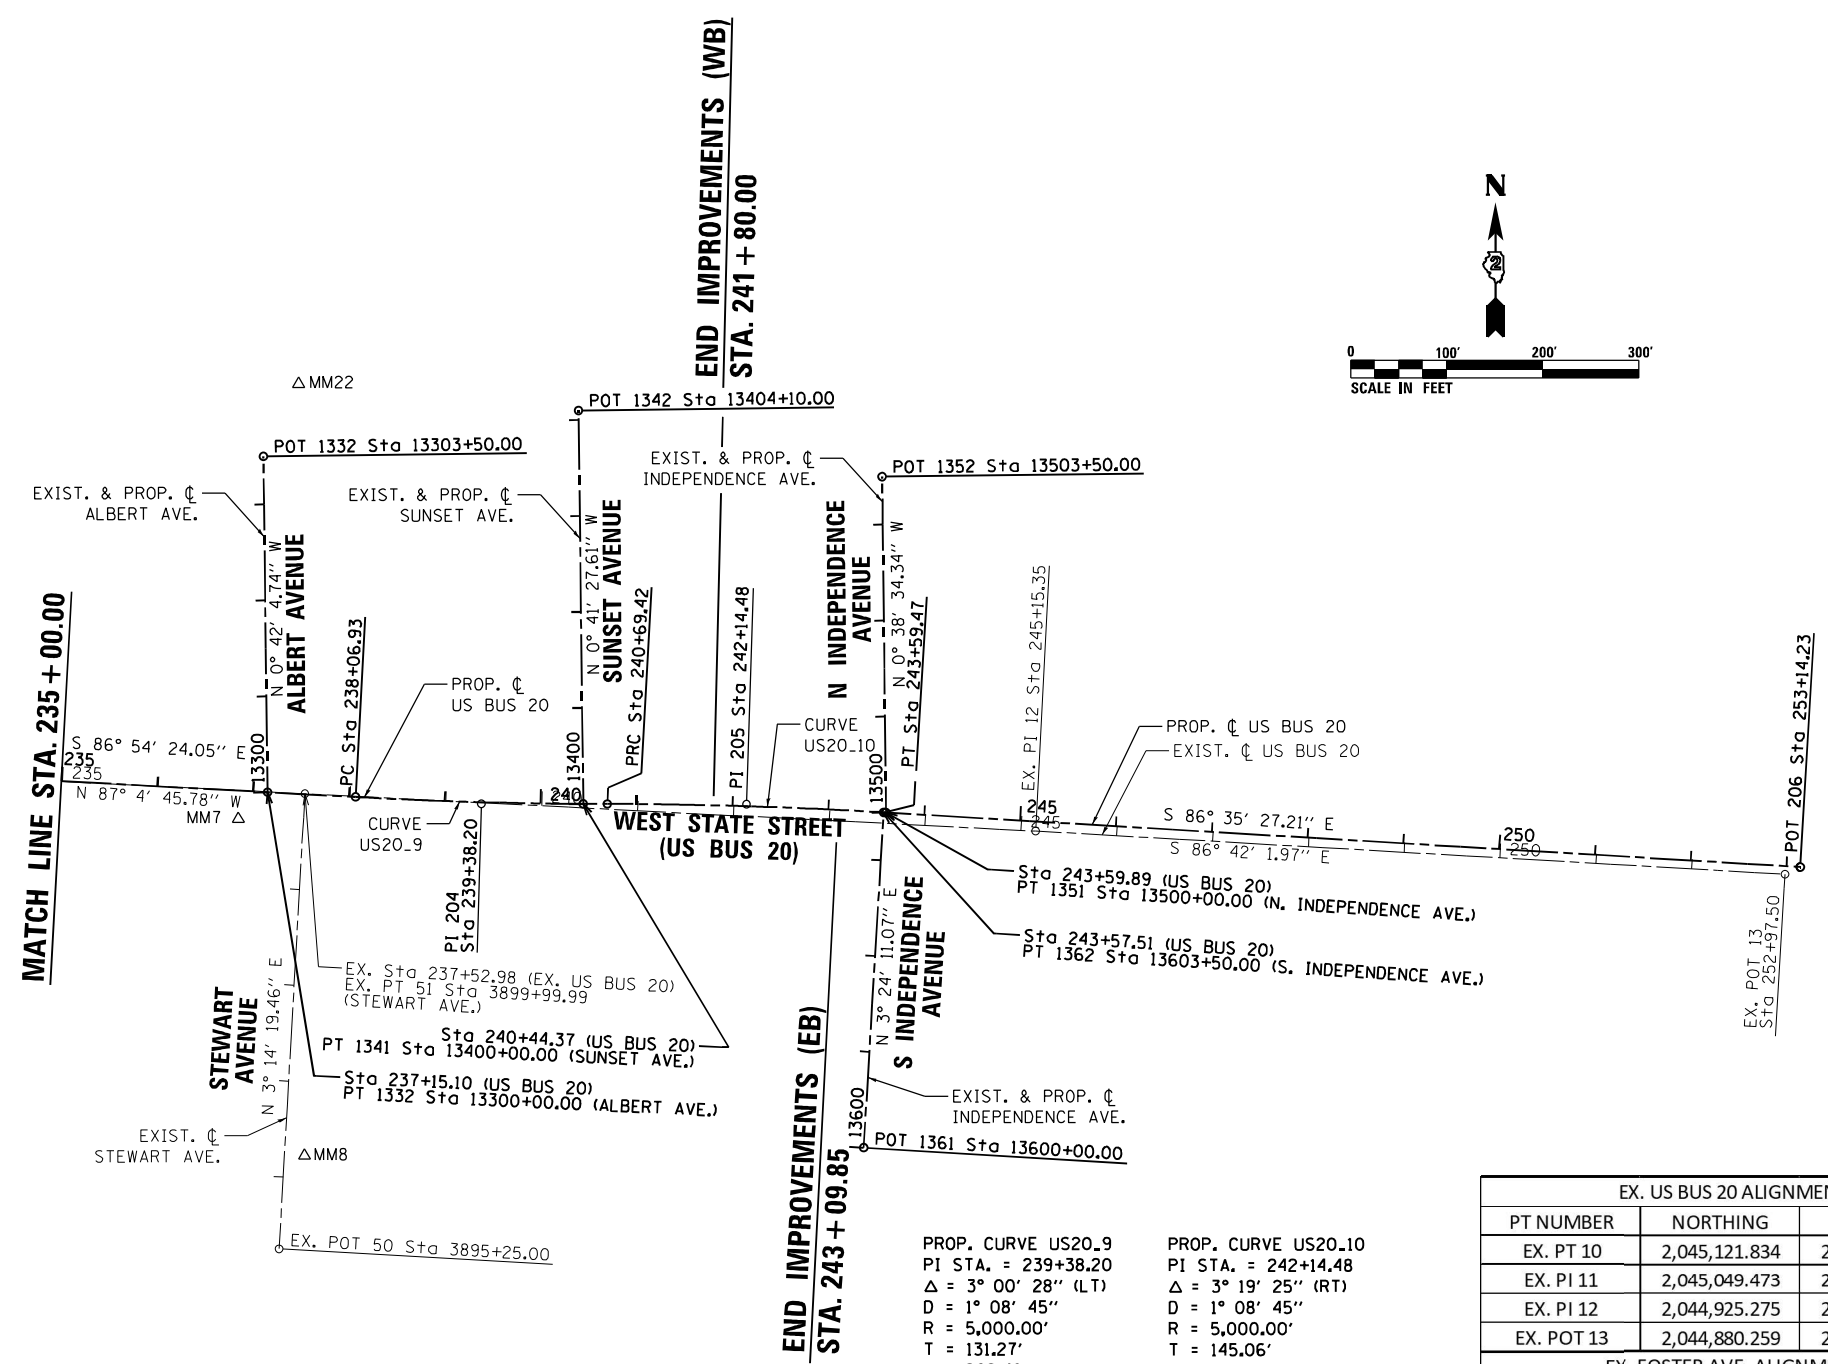 END IMPROVEMENTS (WB)
STA. 241 + 80.00
N
2
0 100' 200' 300'
SCALE IN FEET
△ MM22
POT 1342 Sta 13404+10.00
POT 1332 Sta 13303+50.00
EXIST. & PROP. ℄
INDEPENDENCE AVE.
POT 1352 Sta 13503+50.00
EXIST. & PROP. ℄
ALBERT AVE.
EXIST. & PROP. ℄
SUNSET AVE.
N 0° 42' 4.74" W
ALBERT AVENUE
N 0° 41' 27.61" W
SUNSET AVENUE
N INDEPENDENCE
AVENUE
N 0° 38' 34.34" W
MATCH LINE STA. 235 + 00.00
S 86° 54' 24.05" E
235
235
N 87° 4' 45.78" W
MM7 △
13300
PC Sta 238+06.93
PROP. ℄
US BUS 20
13400
PRC Sta 240+69.42
PI 205 Sta 242+14.48
CURVE
US20_10
13500
PT Sta 243+59.47
EX. PI 12 Sta 245+15.35
PROP. ℄ US BUS 20
EXIST. ℄ US BUS 20
POT 206 Sta 253+14.23
240
CURVE
US20_9
PI 204
Sta 239+38.20
WEST STATE STREET
(US BUS 20)
245
245
S 86° 35' 27.21" E
S 86° 42' 1.97" E
250
250
Sta 243+59.89 (US BUS 20)
PT 1351 Sta 13500+00.00 (N. INDEPENDENCE AVE.)
Sta 243+57.51 (US BUS 20)
PT 1362 Sta 13603+50.00 (S. INDEPENDENCE AVE.)
EX. POT 13
Sta 252+97.50
EX. Sta 237+52.98 (EX. US BUS 20)
EX. PT 51 Sta 3899+99.99
(STEWART AVE.)
STEWART
AVENUE
N 3° 14' 19.46" E
Sta 240+44.37 (US BUS 20)
PT 1341 Sta 13400+00.00 (SUNSET AVE.)
Sta 237+15.10 (US BUS 20)
PT 1332 Sta 13300+00.00 (ALBERT AVE.)
N 3° 24' 11.07" E
S INDEPENDENCE
AVENUE
EXIST. & PROP. ℄
INDEPENDENCE AVE.
13600
POT 1361 Sta 13600+00.00
EXIST. ℄
STEWART AVE.
△ MM8
EX. POT 50 Sta 3895+25.00
END IMPROVEMENTS (EB)
STA. 243 + 09.85
PROP. CURVE US20_9
PI STA. = 239+38.20
Δ = 3° 00' 28" (LT)
D = 1° 08' 45"
R = 5,000.00'
T = 131.27'
PROP. CURVE US20_10
PI STA. = 242+14.48
Δ = 3° 19' 25" (RT)
D = 1° 08' 45"
R = 5,000.00'
T = 145.06'
EX. US BUS 20 ALIGNMEN
PT NUMBER NORTHING
EX. PT 10 2,045,121.834 2
EX. PI 11 2,045,049.473 2
EX. PI 12 2,044,925.275 2
EX. POT 13 2,044,880.259 2